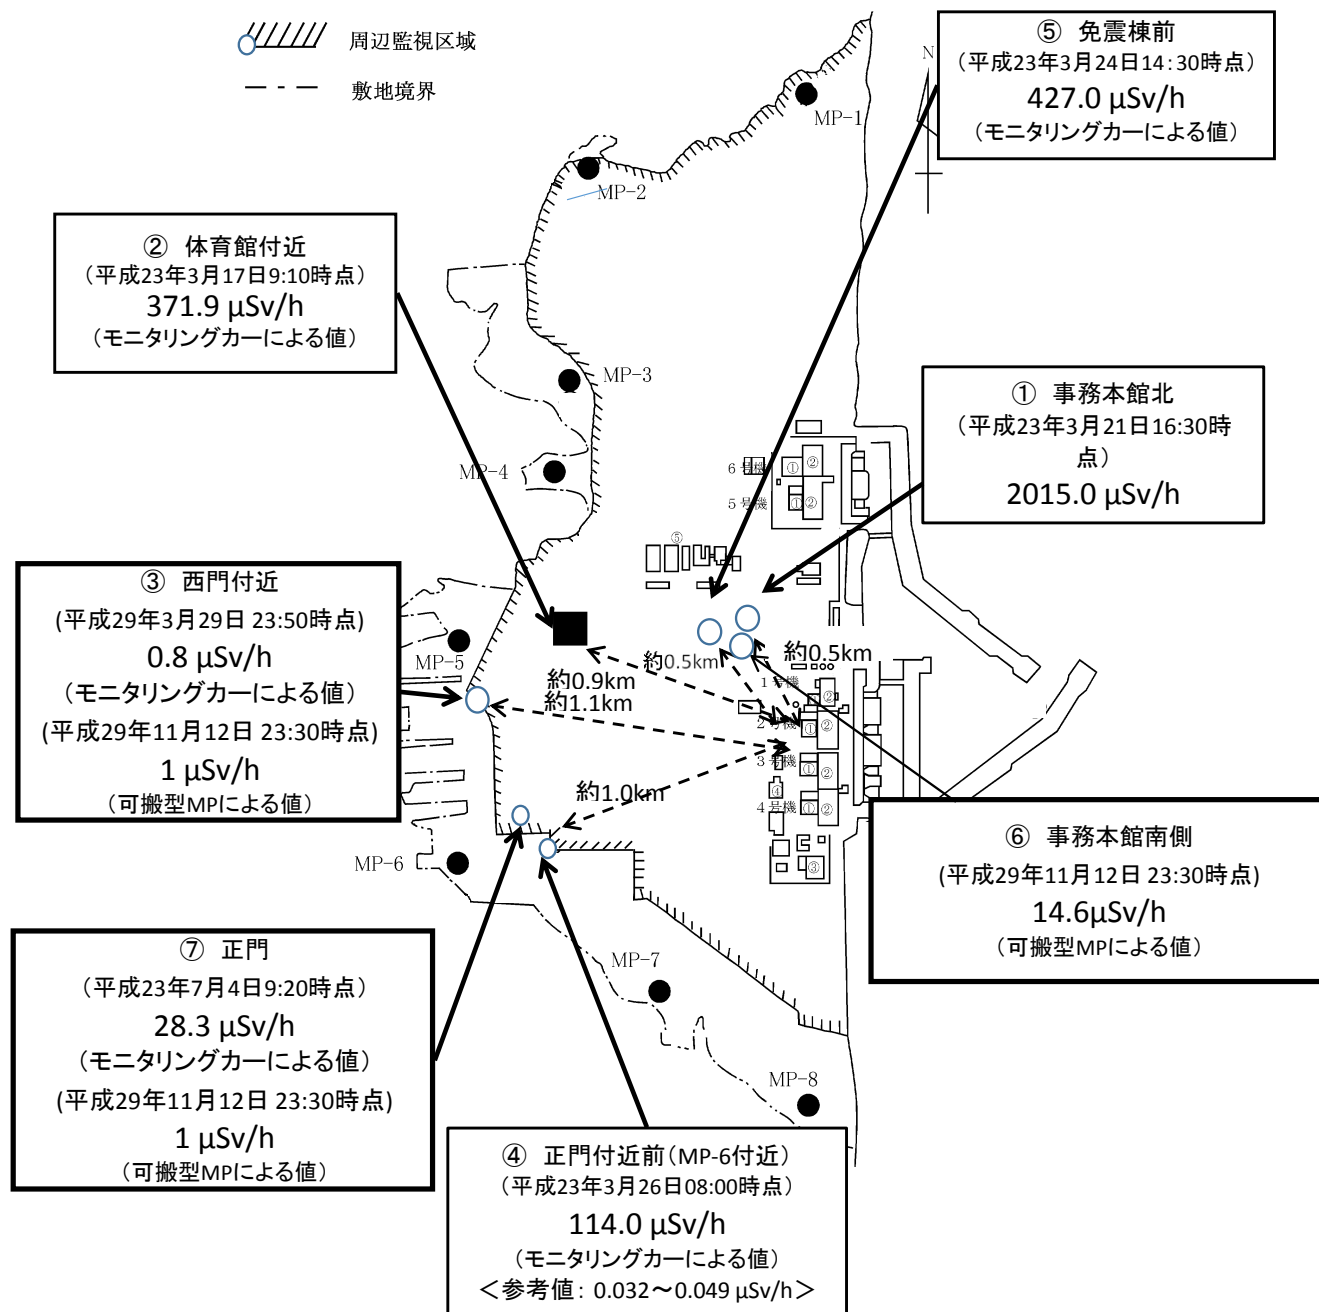 周辺監視区域
敷地境界
⑤ 免震棟前
(平成23年3月24日14:30時点)
427.0 μSv/h
(モニタリングカーによる値)
N
MP-1
MP-2
② 体育館付近
(平成23年3月17日9:10時点)
371.9 μSv/h
(モニタリングカーによる値)
MP-3
① 事務本館北
(平成23年3月21日16:30時
点)
2015.0 μSv/h
MP-4
6号機
①
②
5号機
①
②
⑤
③ 西門付近
(平成29年3月29日 23:50時点)
0.8 μSv/h
(モニタリングカーによる値)
(平成29年11月12日 23:30時点)
1 μSv/h
(可搬型MPによる値)
MP-5
約0.5km
約0.5km
約0.9km
約1.1km
1号機
②
2号機
①
②
3号機
①
②
④
約1.0km
4号機
①
②
③
MP-6
⑥ 事務本館南側
(平成29年11月12日 23:30時点)
14.6μSv/h
(可搬型MPによる値)
⑦ 正門
(平成23年7月4日9:20時点)
28.3 μSv/h
(モニタリングカーによる値)
(平成29年11月12日 23:30時点)
1 μSv/h
(可搬型MPによる値)
MP-7
MP-8
④ 正門付近前(MP-6付近)
(平成23年3月26日08:00時点)
114.0 μSv/h
(モニタリングカーによる値)
<参考値: 0.032~0.049 μSv/h>